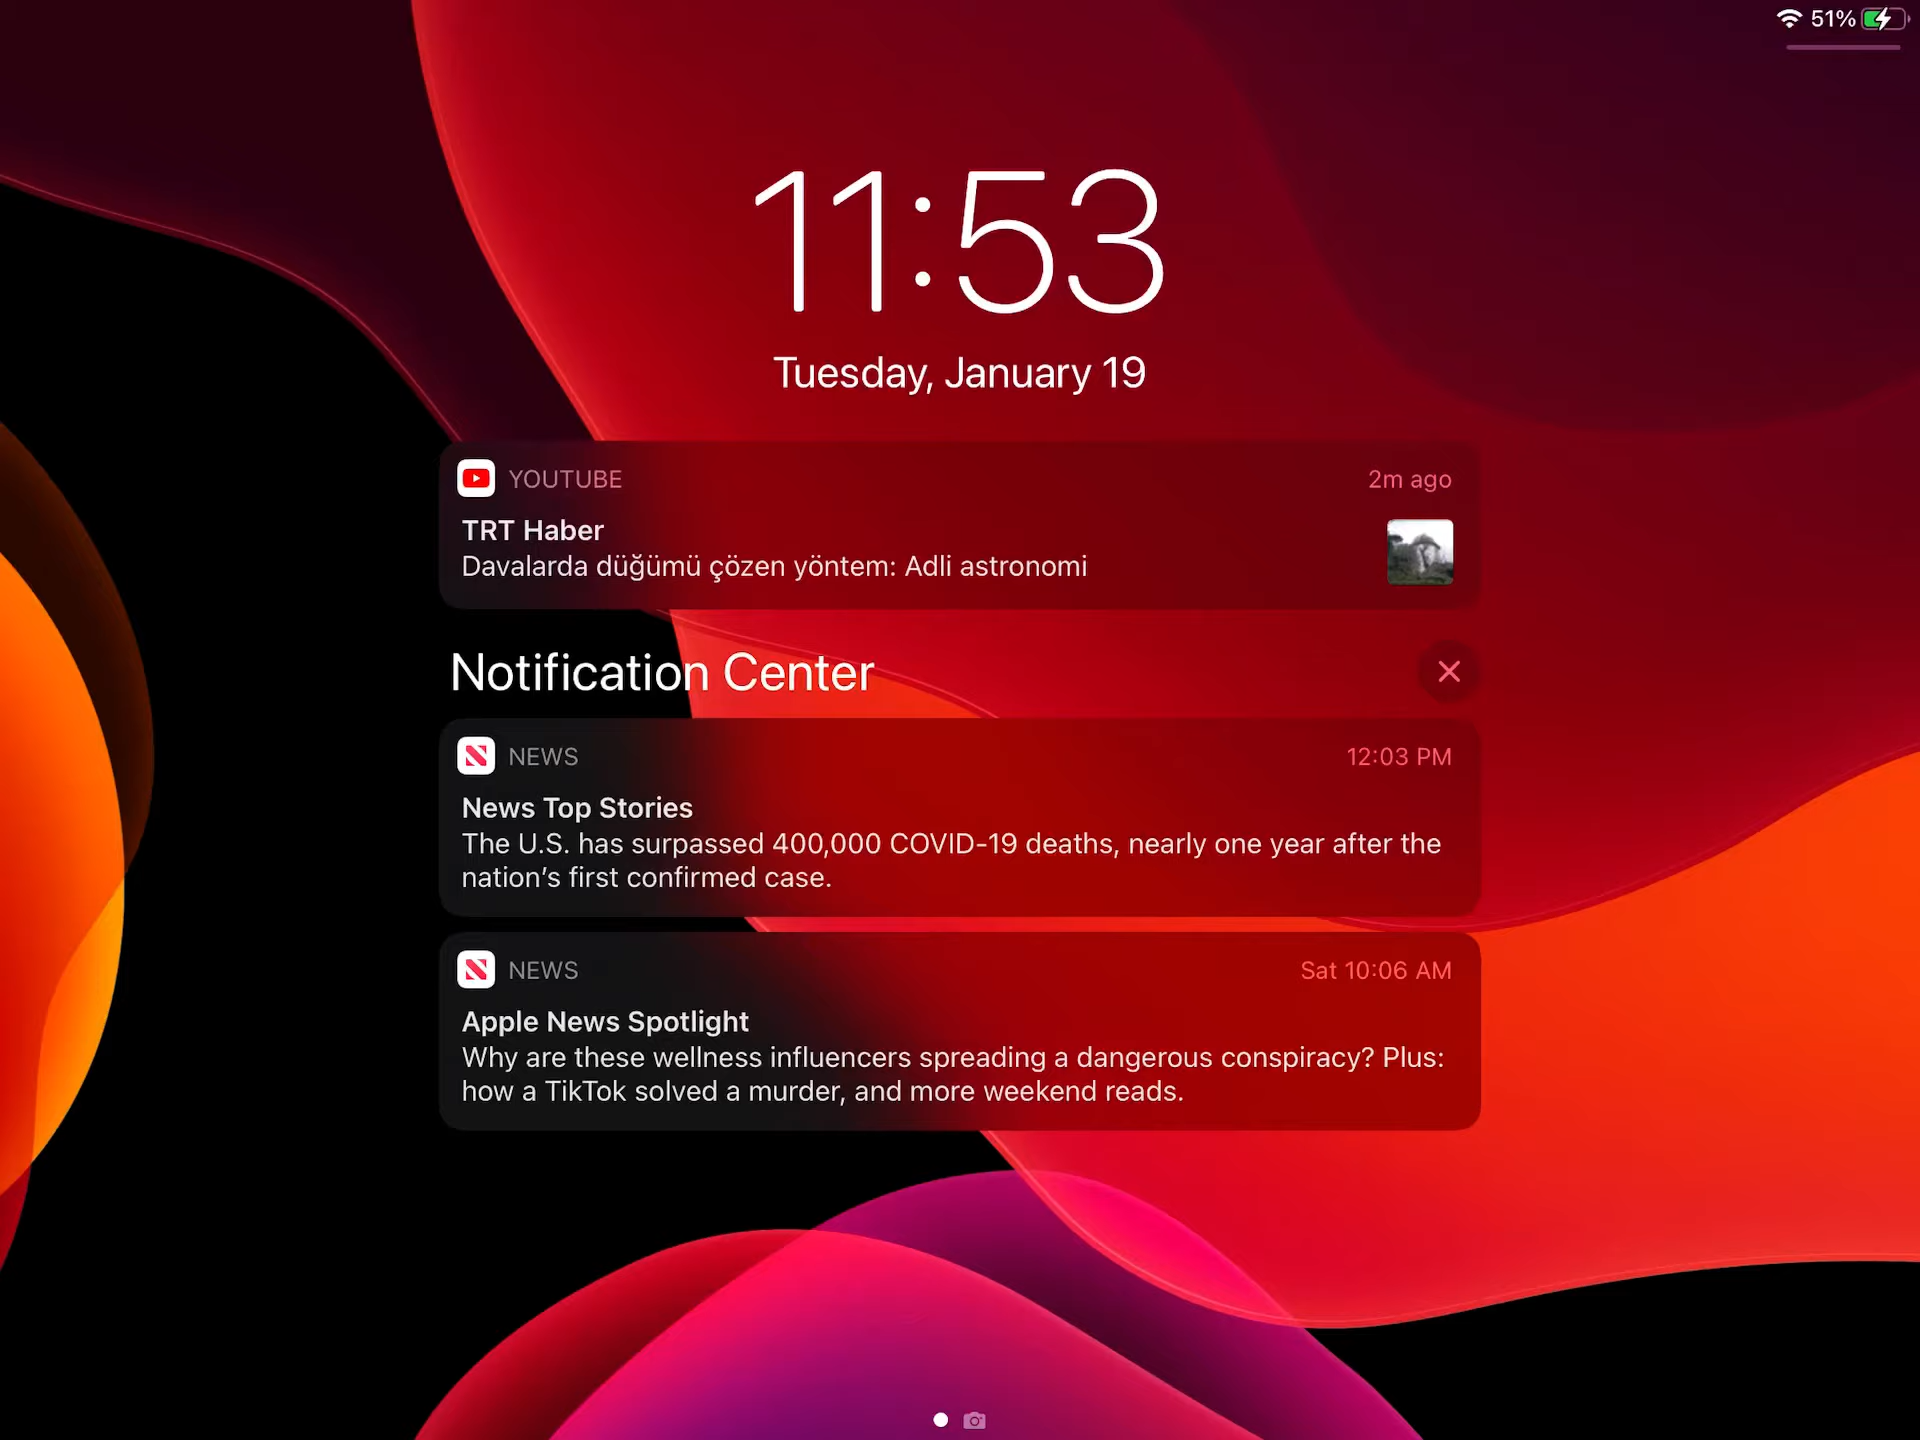 51%
11:53
Tuesday, January 19
YOUTUBE
2m ago
TRT Haber
Davalarda düğümü çözen yöntem: Adli astronomi
Notification Center
NEWS
12:03 PM
News Top Stories
The U.S. has surpassed 400,000 COVID-19 deaths, nearly one year after the
nation’s first confirmed case.
NEWS
Sat 10:06 AM
Apple News Spotlight
Why are these wellness influencers spreading a dangerous conspiracy? Plus:
how a TikTok solved a murder, and more weekend reads.